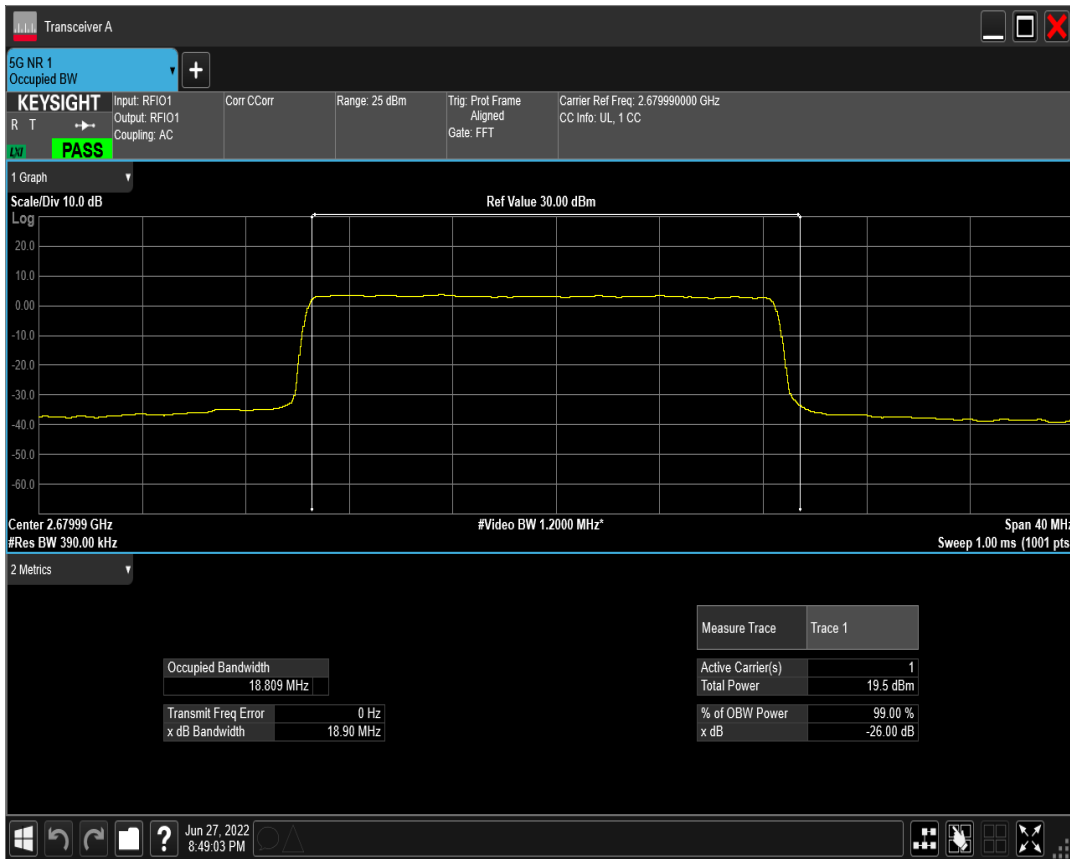 Transceiver A
5G NR 1
Occupied BW
+
KEYSIGHT
R T
LXI
PASS
Input: RFIO1
Output: RFIO1
Coupling: AC
Corr CCorr
Range: 25 dBm
Trig: Prot Frame
Aligned
Gate: FFT
Carrier Ref Freq: 2.679990000 GHz
CC Info: UL, 1 CC
1 Graph
Scale/Div 10.0 dB
Ref Value 30.00 dBm
Log
20.0
10.0
0.00
-10.0
-20.0
-30.0
-40.0
-50.0
-60.0
Center 2.67999 GHz
#Video BW 1.2000 MHz*
Span 40 MHz
#Res BW 390.00 kHz
Sweep 1.00 ms (1001 pts
2 Metrics
Measure Trace Trace 1
Occupied Bandwidth
18.809 MHz
Active Carrier(s) 1
Total Power 19.5 dBm
Transmit Freq Error 0 Hz
x dB Bandwidth 18.90 MHz
% of OBW Power 99.00 %
x dB -26.00 dB
?
Jun 27, 2022
8:49:03 PM